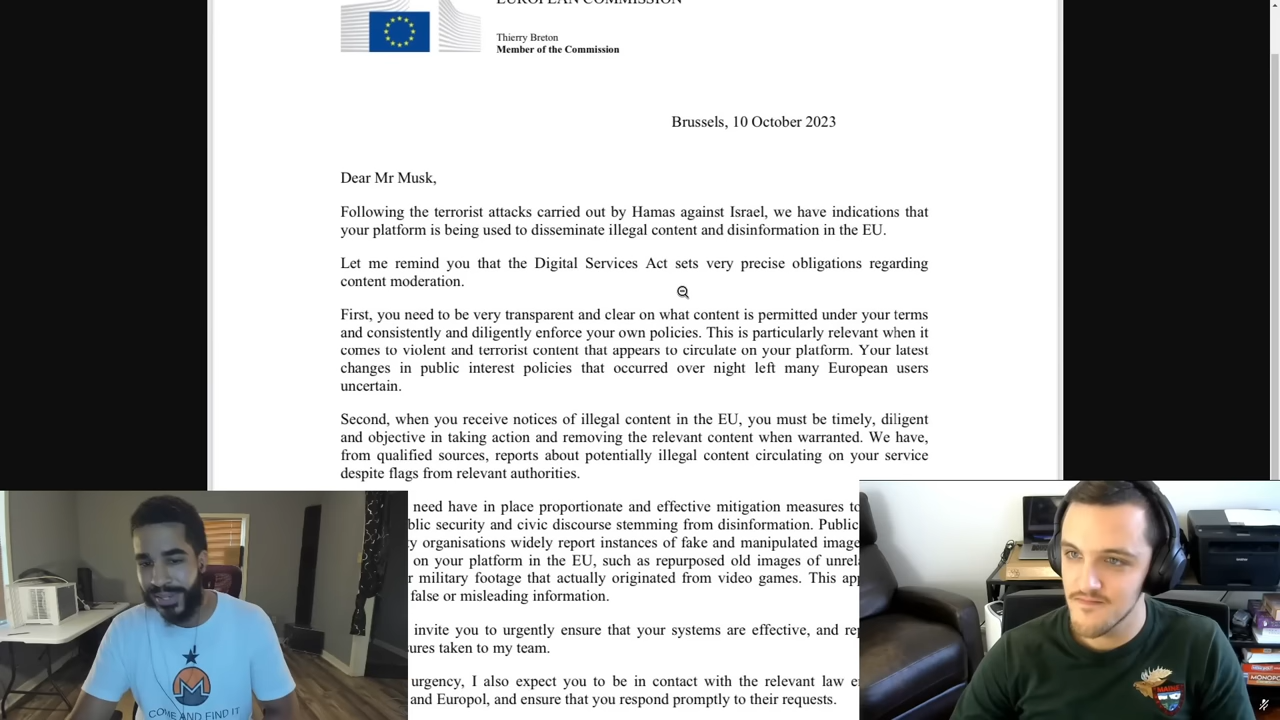 EUROPEAN COMMISSION
Thierry Breton
Member of the Commission
Brussels, 10 October 2023
Dear Mr Musk,
Following the terrorist attacks carried out by Hamas against Israel, we have indications that
your platform is being used to disseminate illegal content and disinformation in the EU.
Let me remind you that the Digital Services Act sets very precise obligations regarding
content moderation.
First, you need to be very transparent and clear on what content is permitted under your terms
and consistently and diligently enforce your own policies. This is particularly relevant when it
comes to violent and terrorist content that appears to circulate on your platform. Your latest
changes in public interest policies that occurred over night left many European users
uncertain.
Second, when you receive notices of illegal content in the EU, you must be timely, diligent
and objective in taking action and removing the relevant content when warranted. We have,
from qualified sources, reports about potentially illegal content circulating on your service
despite flags from relevant authorities.
need have in place proportionate and effective mitigation measures to
blic security and civic discourse stemming from disinformation. Public
y organisations widely report instances of fake and manipulated image
on your platform in the EU, such as repurposed old images of unrela
r military footage that actually originated from video games. This app
false or misleading information.
invite you to urgently ensure that your systems are effective, and rep
sures taken to my team.
urgency, I also expect you to be in contact with the relevant law e
and Europol, and ensure that you respond promptly to their requests.
COME AND FIND IT
MAINE
MONOPO